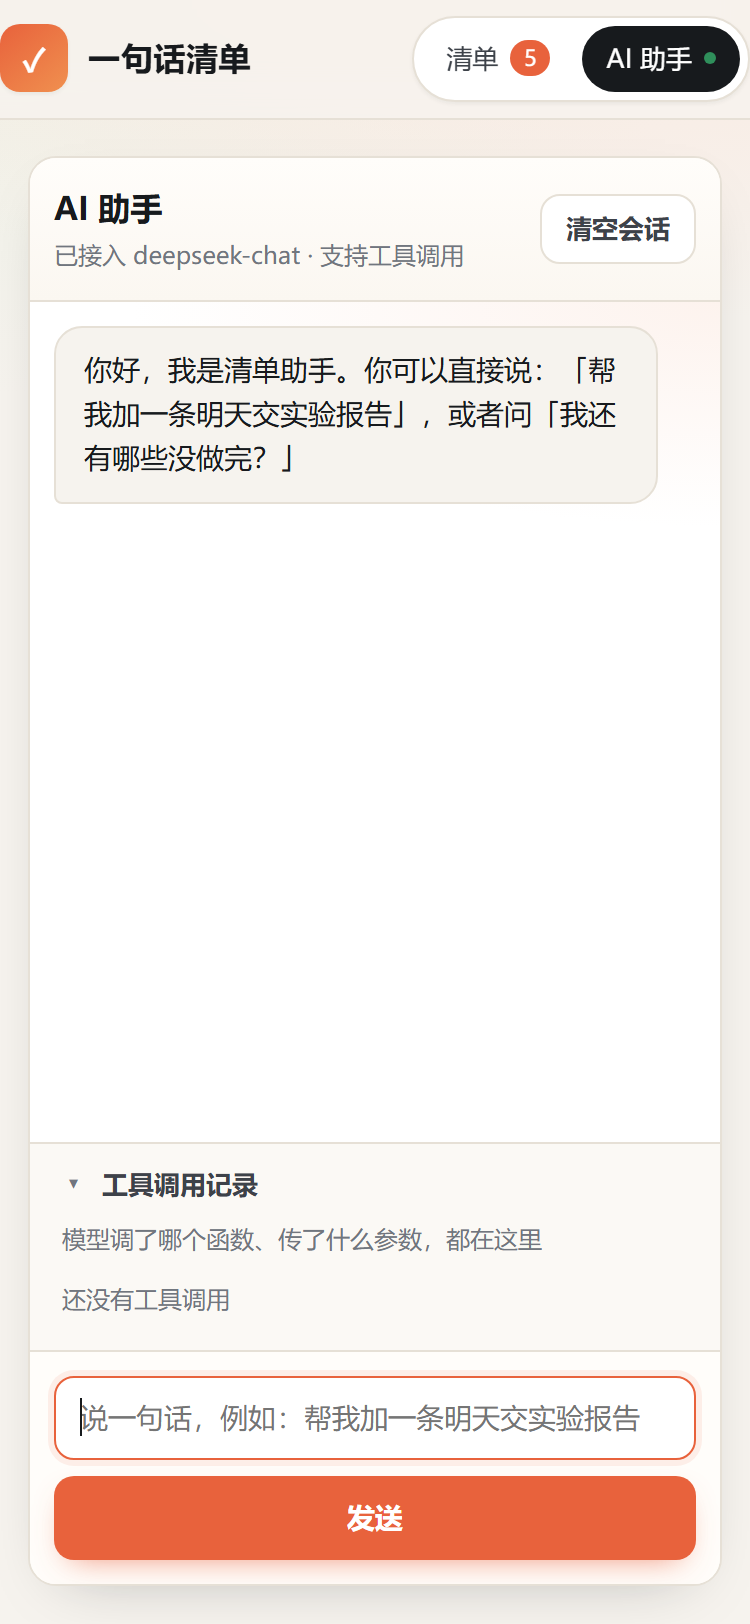 一句话清单
清单 5
AI 助手
AI 助手
已接入 deepseek-chat · 支持工具调用
清空会话
你好，我是清单助手。你可以直接说：「帮
我加一条明天交实验报告」，或者问「我还
有哪些没做完？」
工具调用记录
模型调了哪个函数、传了什么参数，都在这里
还没有工具调用
说一句话，例如：帮我加一条明天交实验报告
发送